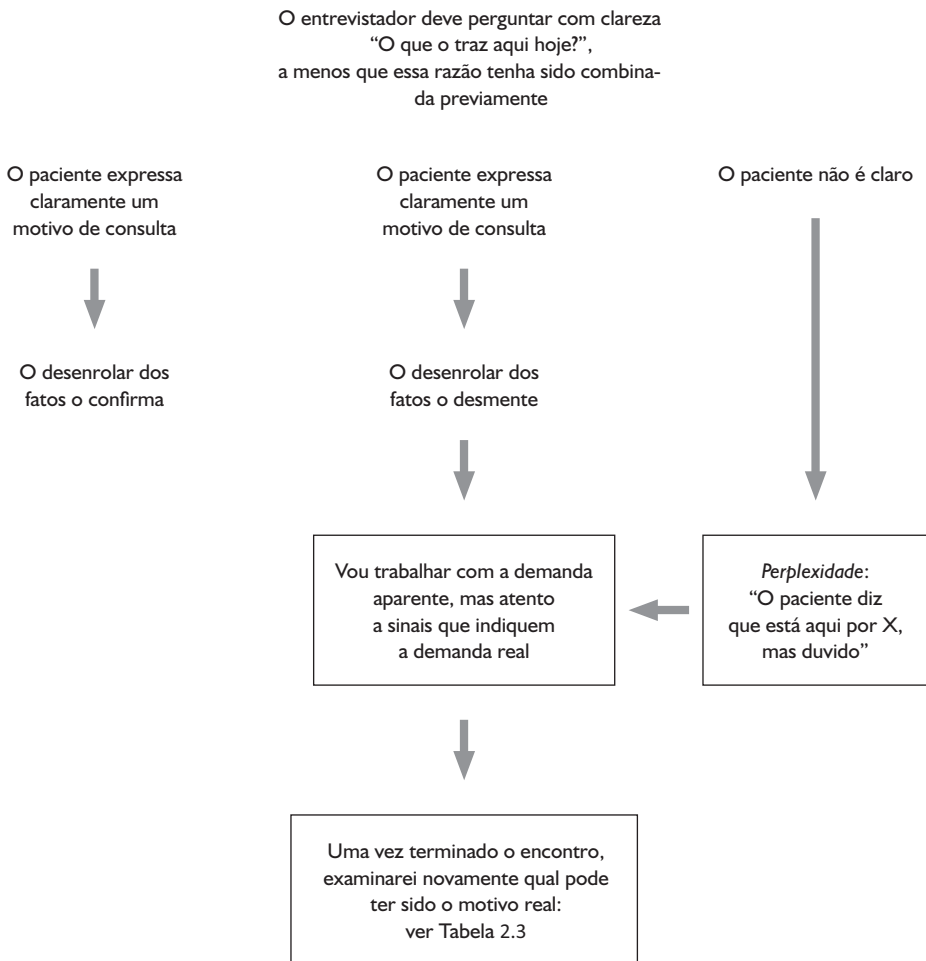 O entrevistador deve perguntar com clareza
“O que o traz aqui hoje?”,
a menos que essa razão tenha sido combina-
da previamente
O paciente expressa
claramente um
motivo de consulta
O paciente expressa
claramente um
motivo de consulta
O paciente não é claro
O desenrolar dos
fatos o confirma
O desenrolar dos
fatos o desmente
Vou trabalhar com a demanda
aparente, mas atento
a sinais que indiquem
a demanda real
Perplexidade:
“O paciente diz
que está aqui por X,
mas duvido”
Uma vez terminado o encontro,
examinarei novamente qual pode
ter sido o motivo real:
ver Tabela 2.3